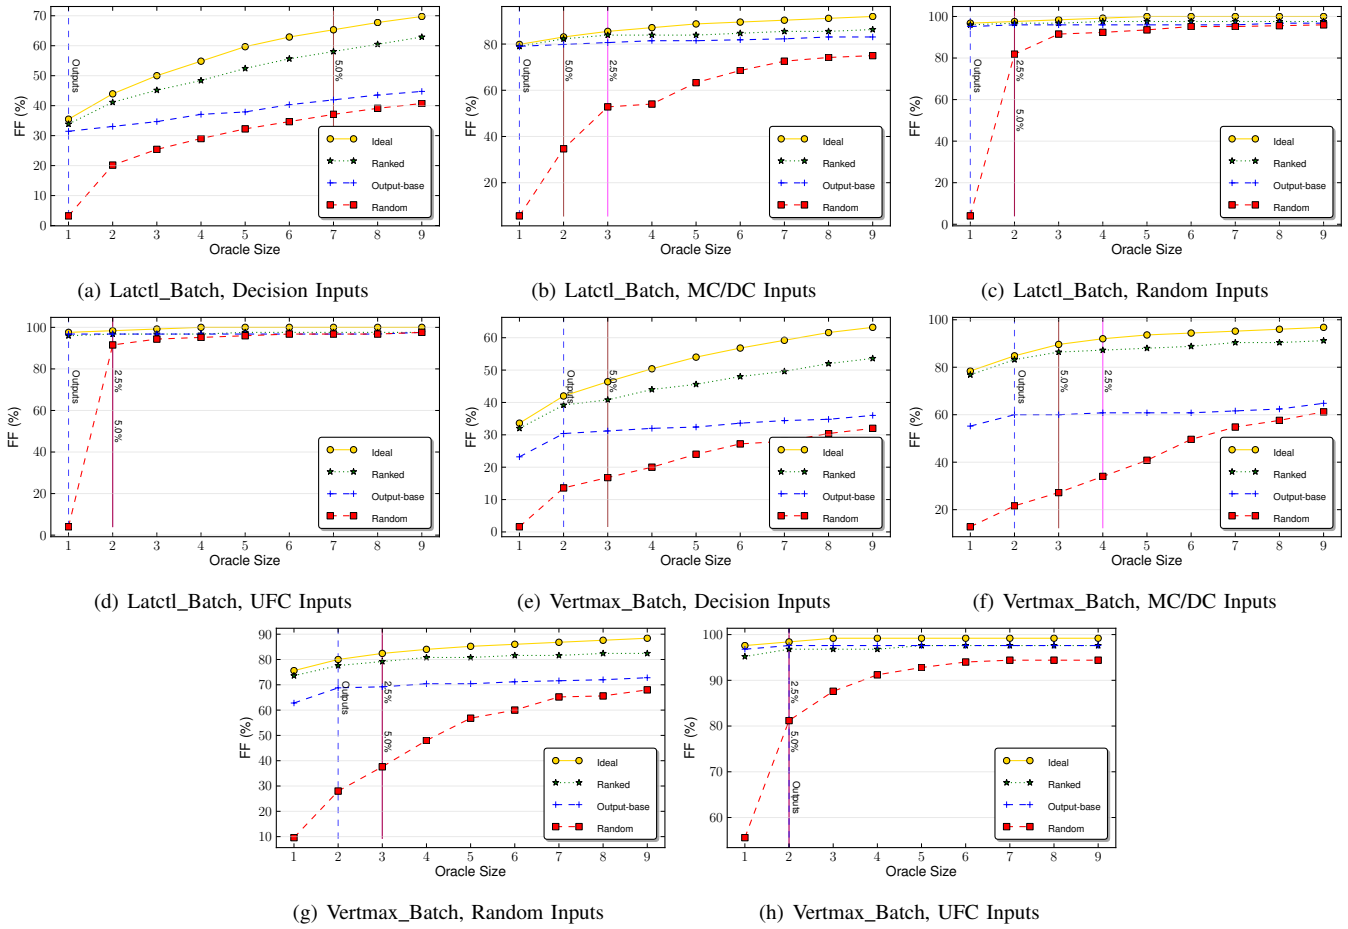 70
60
50
40
30
20
10
0
FF (%)
Outputs
5.0%
Ideal
Ranked
Output-base
Random
1 2 3 4 5 6 7 8 9
Oracle Size
(a) Latctl_Batch, Decision Inputs
80
60
40
20
FF (%)
Outputs
5.0%
2.5%
Ideal
Ranked
Output-base
Random
1 2 3 4 5 6 7 8 9
Oracle Size
(b) Latctl_Batch, MC/DC Inputs
100
80
60
40
20
0
FF (%)
Outputs
2.5%
5.0%
Ideal
Ranked
Output-base
Random
1 2 3 4 5 6 7 8 9
Oracle Size
(c) Latctl_Batch, Random Inputs
100
80
60
40
20
0
FF (%)
Outputs
2.5%
5.0%
Ideal
Ranked
Output-base
Random
1 2 3 4 5 6 7 8 9
Oracle Size
(d) Latctl_Batch, UFC Inputs
60
50
40
30
20
10
0
FF (%)
Outputs
5.0%
Ideal
Ranked
Output-base
Random
1 2 3 4 5 6 7 8 9
Oracle Size
(e) Vertmax_Batch, Decision Inputs
100
80
60
40
20
FF (%)
Outputs
5.0%
2.5%
Ideal
Ranked
Output-base
Random
1 2 3 4 5 6 7 8 9
Oracle Size
(f) Vertmax_Batch, MC/DC Inputs
90
80
70
60
50
40
30
20
10
FF (%)
Outputs
2.5%
5.0%
Ideal
Ranked
Output-base
Random
1 2 3 4 5 6 7 8 9
Oracle Size
(g) Vertmax_Batch, Random Inputs
100
90
80
70
60
FF (%)
2.5%
5.0%
Outputs
Ideal
Ranked
Output-base
Random
1 2 3 4 5 6 7 8 9
Oracle Size
(h) Vertmax_Batch, UFC Inputs